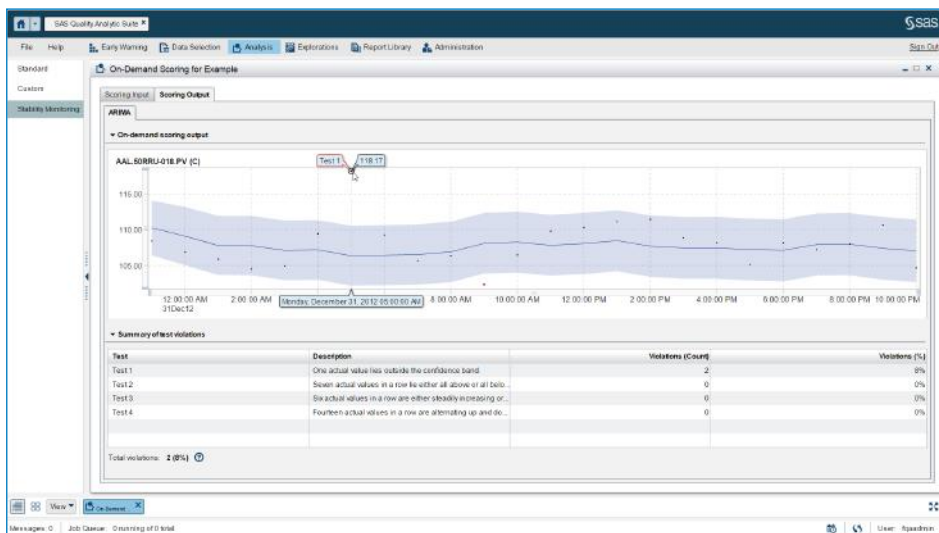 SAS Quality Analytic Suite
sas
File Help Early Warning Data Selection Analysis Explorations Report Library Administration Sign Out
Standard
Custom
Stability Monitoring
On-Demand Scoring for Example
Scoring Input Scoring Output
ARIMA
On-demand scoring output
AAL.50RRU-018.PV (C)
Test 1 118.17
115.00
110.00
105.00
12:00:00 AM 2:00:00 AM Monday, December 31, 2012 05:00:00 AM 8:00:00 AM 10:00:00 AM 12:00:00 PM 2:00:00 PM 4:00:00 PM 6:00:00 PM 8:00:00 PM 10:00:00 PM
31Dec12
Summary of test violations
Test Description Violations (Count) Violations (%)
Test 1 One actual value lies outside the confidence band. 2 8%
Test 2 Seven actual values in a row lie either all above or all belo... 0 0%
Test 3 Six actual values in a row are either steadily increasing or... 0 0%
Test 4 Fourteen actual values in a row are alternating up and do... 0 0%
Total violations: 2 (8%)
View On-Demand ...
Messages: 0 Job Queue: 0 running of 0 total User: fqaadmin